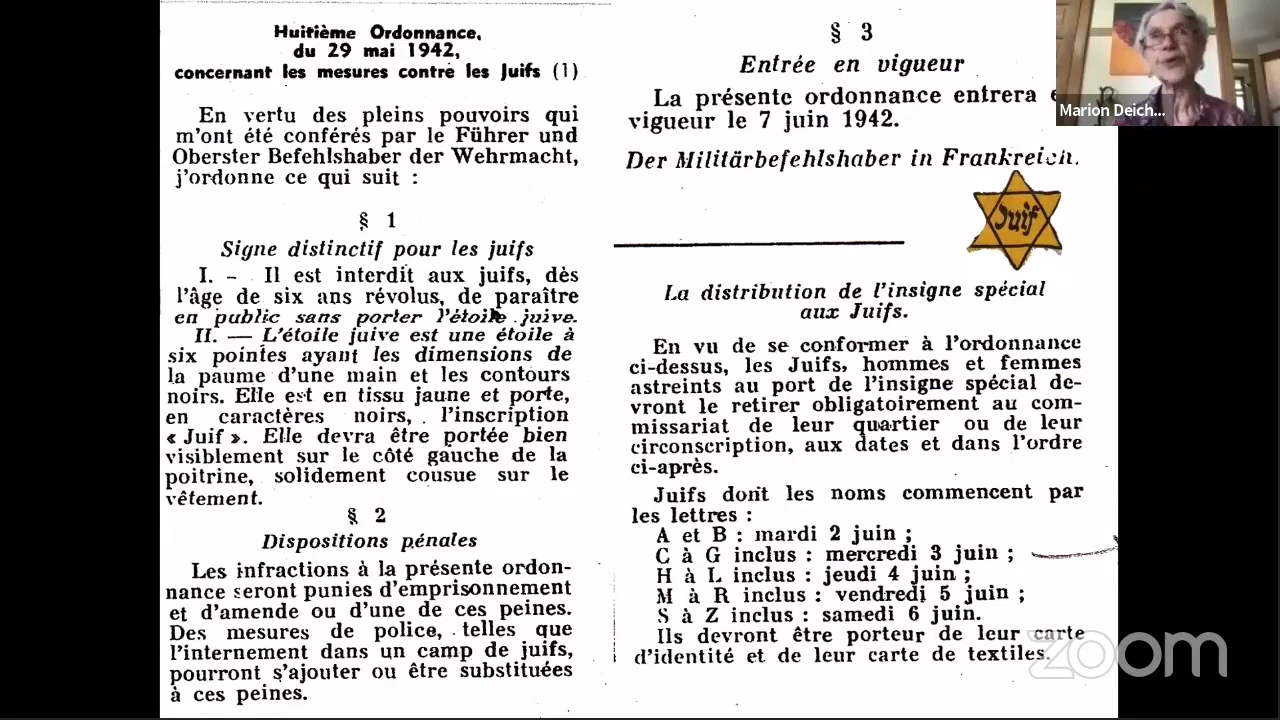 Huitième Ordonnance,
du 29 mai 1942,
concernant les mesures contre les Juifs (1)
En vertu des pleins pouvoirs qui
m'ont été conférés par le Führer und
Oberster Befehlshaber der Wehrmacht,
j'ordonne ce qui suit :
§ 1
Signe distinctif pour les juifs
I. - Il est interdit aux juifs, dès
l'âge de six ans révolus, de paraître
en public sans porter l'étoile juive.
II. — L'étoile juive est une étoile à
six pointes ayant les dimensions de
la paume d'une main et les contours
noirs. Elle est en tissu jaune et porte,
en caractères noirs, l'inscription
« Juif ». Elle devra être portée bien
visiblement sur le côté gauche de la
poitrine, solidement cousue sur le
vêtement.
§ 2
Dispositions pénales
Les infractions à la présente ordon-
nance seront punies d'emprisonnement
et d'amende ou d'une de ces peines.
Des mesures de police, telles que
l'internement dans un camp de juifs,
pourront s'ajouter ou être substituées
à ces peines.
§ 3
Entrée en vigueur
La présente ordonnance entrera
vigueur le 7 juin 1942.
Der Militärbefehlshaber in Frankreich.
Juif
La distribution de l'insigne spécial
aux Juifs.
En vu de se conformer à l'ordonnance
ci-dessus, les Juifs, hommes et femmes
astreints au port de l'insigne spécial de-
vront le retirer obligatoirement au com-
missariat de leur quartier ou de leur
circonscription, aux dates et dans l'ordre
ci-après.
Juifs dont les noms commencent par
les lettres :
A et B : mardi 2 juin ;
C à G inclus : mercredi 3 juin ;
H à L inclus : jeudi 4 juin ;
M à R inclus : vendredi 5 juin ;
S à Z inclus : samedi 6 juin.
Ils devront être porteur de leur carte
d'identité et de leur carte de textiles.
Marion Deich...
zoom